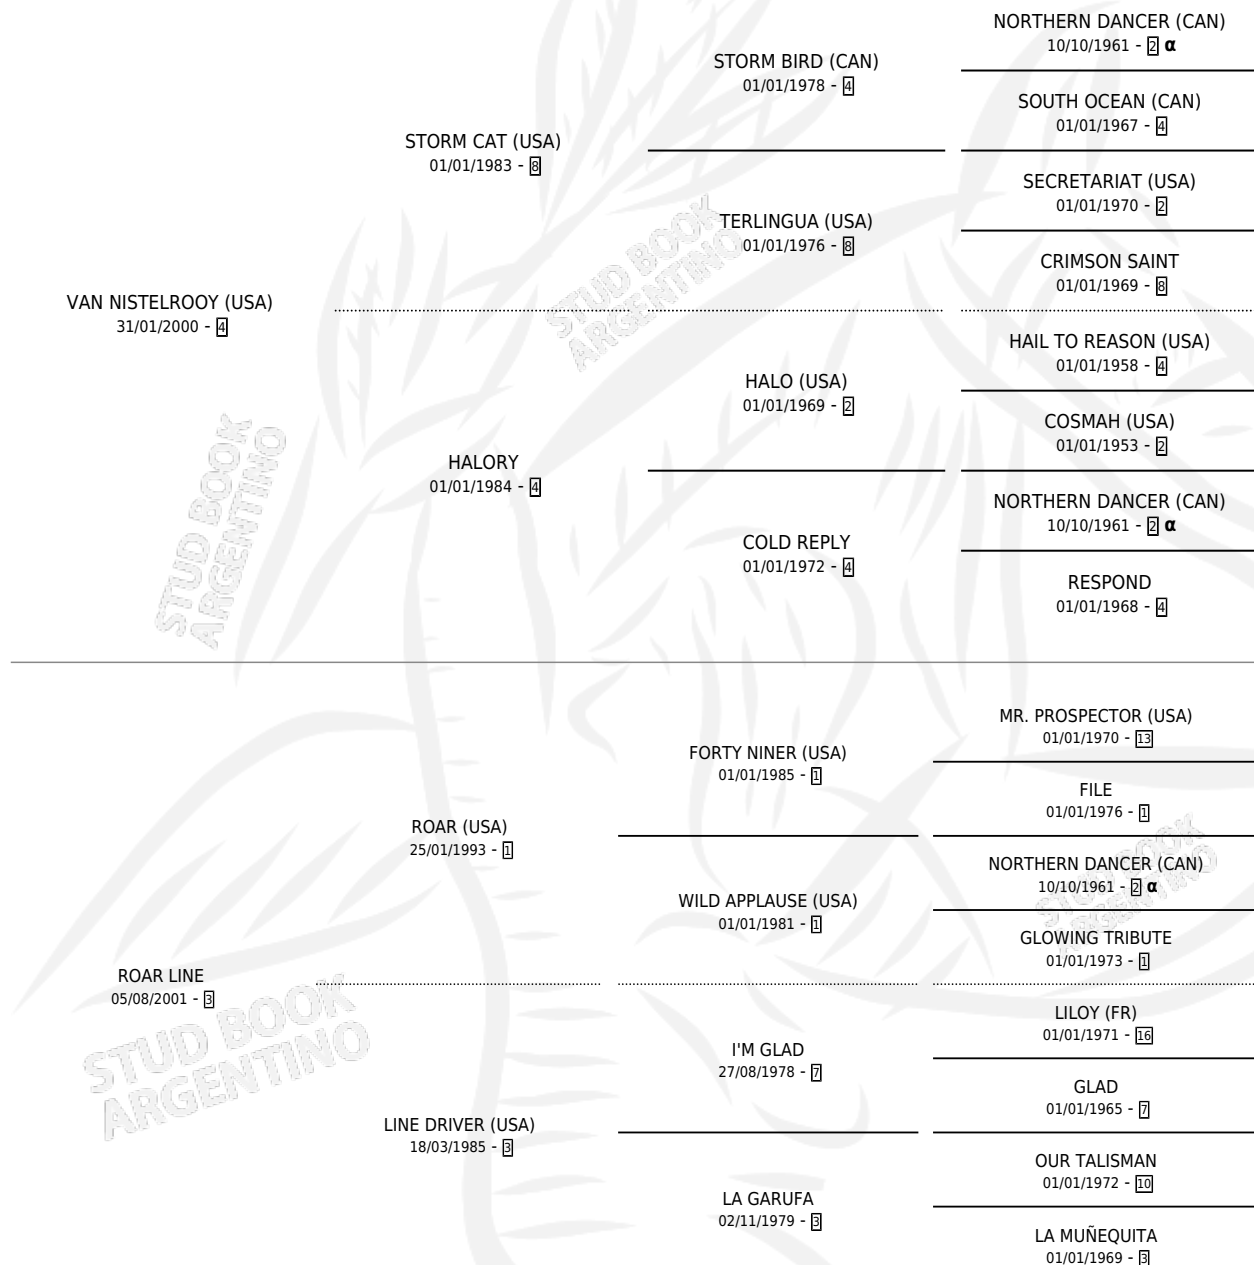 NORTHERN DANCER (CAN)
10/10/1961 - 2 α
STORM BIRD (CAN)
01/01/1978 - 4
SOUTH OCEAN (CAN)
01/01/1967 - 4
STORM CAT (USA)
01/01/1983 - 8
SECRETARIAT (USA)
01/01/1970 - 2
TERLINGUA (USA)
01/01/1976 - 8
CRIMSON SAINT
01/01/1969 - 8
VAN NISTELROOY (USA)
31/01/2000 - 4
HAIL TO REASON (USA)
01/01/1958 - 4
HALO (USA)
01/01/1969 - 2
COSMAH (USA)
01/01/1953 - 2
HALORY
01/01/1984 - 4
NORTHERN DANCER (CAN)
10/10/1961 - 2 α
COLD REPLY
01/01/1972 - 4
RESPOND
01/01/1968 - 4
MR. PROSPECTOR (USA)
01/01/1970 - 13
FORTY NINER (USA)
01/01/1985 - 1
FILE
01/01/1976 - 1
ROAR (USA)
25/01/1993 - 1
NORTHERN DANCER (CAN)
10/10/1961 - 2 α
WILD APPLAUSE (USA)
01/01/1981 - 1
GLOWING TRIBUTE
01/01/1973 - 1
ROAR LINE
05/08/2001 - 3
LILOY (FR)
01/01/1971 - 16
I'M GLAD
27/08/1978 - 7
GLAD
01/01/1965 - 7
LINE DRIVER (USA)
18/03/1985 - 3
OUR TALISMAN
01/01/1972 - 10
LA GARUFA
02/11/1979 - 3
LA MUÑEQUITA
01/01/1969 - 3
STUD BOOK
ARGENTINO
STUD BOOK
ARGENTINO
STUD BOOK
ARGENTINO
STUD BOOK
ARGENTINO